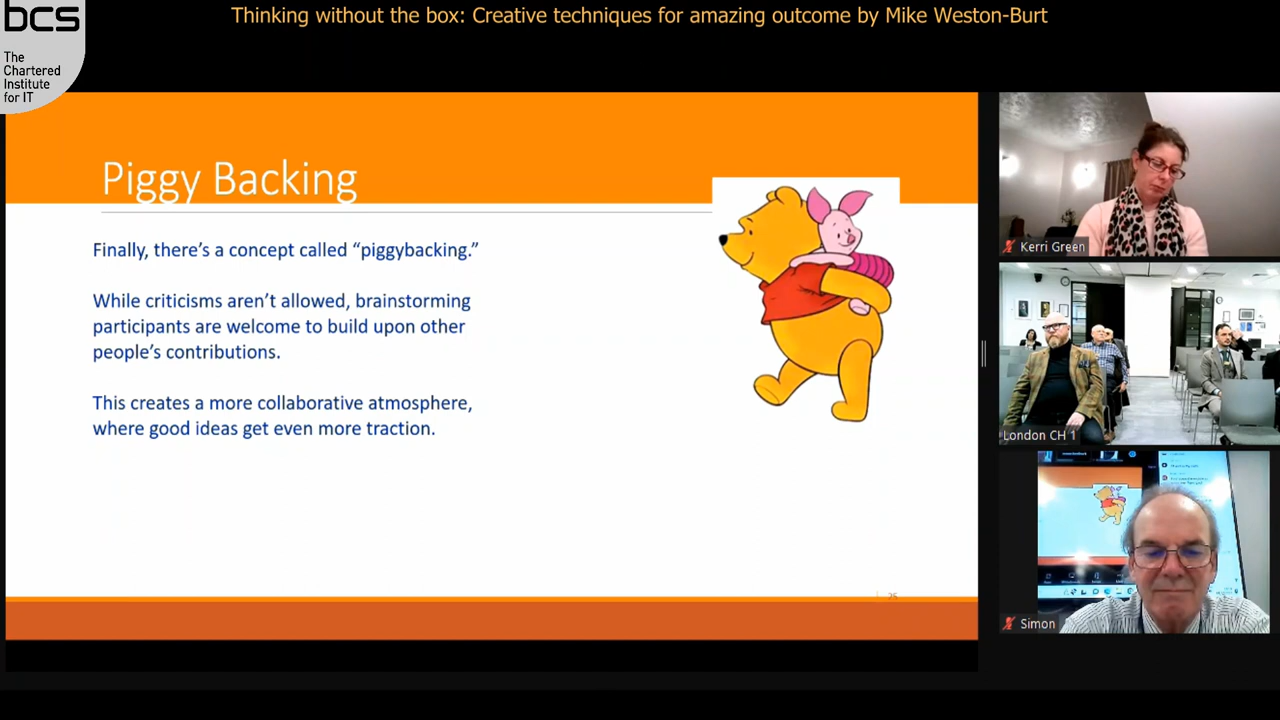 Thinking without the box: Creative techniques for amazing outcome by Mike Weston-Burt
bcs
The
Chartered
Institute
for IT
Piggy Backing
Finally, there's a concept called “piggybacking.”
While criticisms aren't allowed, brainstorming
participants are welcome to build upon other
people's contributions.
This creates a more collaborative atmosphere,
where good ideas get even more traction.
25
Kerri Green
London CH 1
Simon